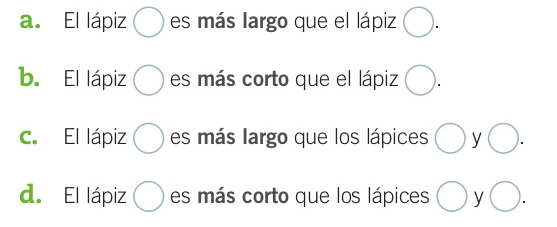 a. El lápiz es más largo que el lápiz .
b. El lápiz es más corto que el lápiz .
c. El lápiz es más largo que los lápices y .
d. El lápiz es más corto que los lápices y .